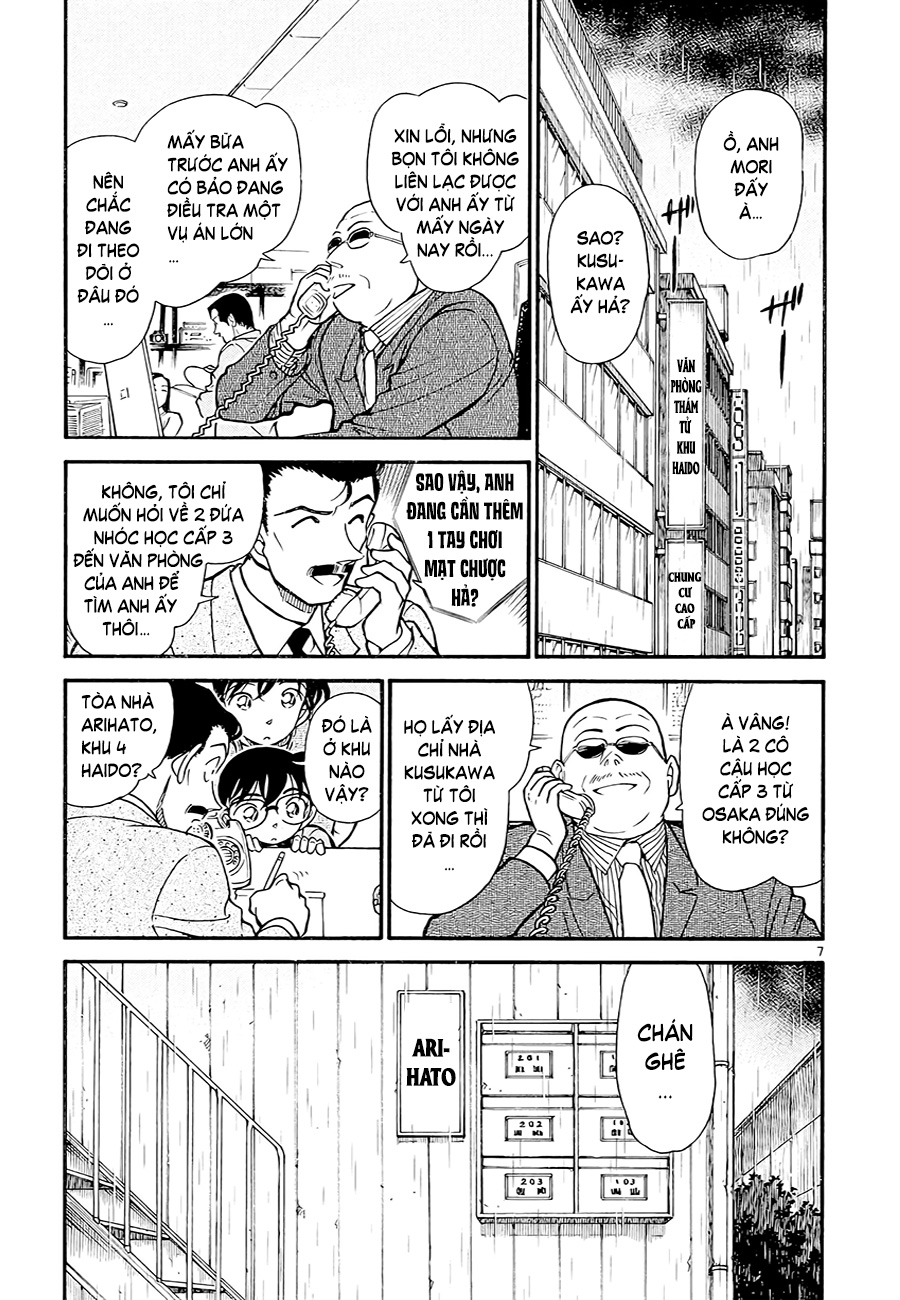 Ồ, ANH
MORI
ĐẤY
À...
SAO?
KUSU-
KAWA
ẤY HẢ?
VĂN
PHÒNG
THÁM
TỬ
KHU
HAIDO
CHUNG
CƯ
CAO
CẤP
XIN LỖI, NHƯNG
BỌN TÔI KHÔNG
LIÊN LẠC ĐƯỢC
VỚI ANH ẤY TỪ
MẤY NGÀY
NAY RỒI...
MẤY BỮA
TRƯỚC ANH ẤY
CÓ BẢO ĐANG
ĐIỀU TRA MỘT
VỤ ÁN LỚN
...
NÊN
CHẮC
ĐANG
ĐI THEO
DÕI Ở
ĐÂU ĐÓ
...
SAO VẬY, ANH
ĐANG CẦN THÊM
1 TAY CHƠI
MẠT CHƯỢC
HẢ?
KHÔNG, TÔI CHỈ
MUỐN HỎI VỀ 2 ĐỨA
NHÓC HỌC CẤP 3
ĐẾN VĂN PHÒNG
CỦA ANH ĐỂ
TÌM ANH ẤY
THÔI...
À VÂNG!
LÀ 2 CÔ
CẬU HỌC
CẤP 3 TỪ
OSAKA ĐÚNG
KHÔNG?
HỌ LẤY ĐỊA
CHỈ NHÀ
KUSUKAWA
TỪ TÔI
XONG THÌ
ĐÃ ĐI RỒI
...
ĐÓ LÀ
Ở KHU
NÀO
VẬY?
TÒA NHÀ
ARIHATO,
KHU 4
HAIDO?
7
CHÁN
GHÊ
...
ARI-
HATO
201
202
203
103